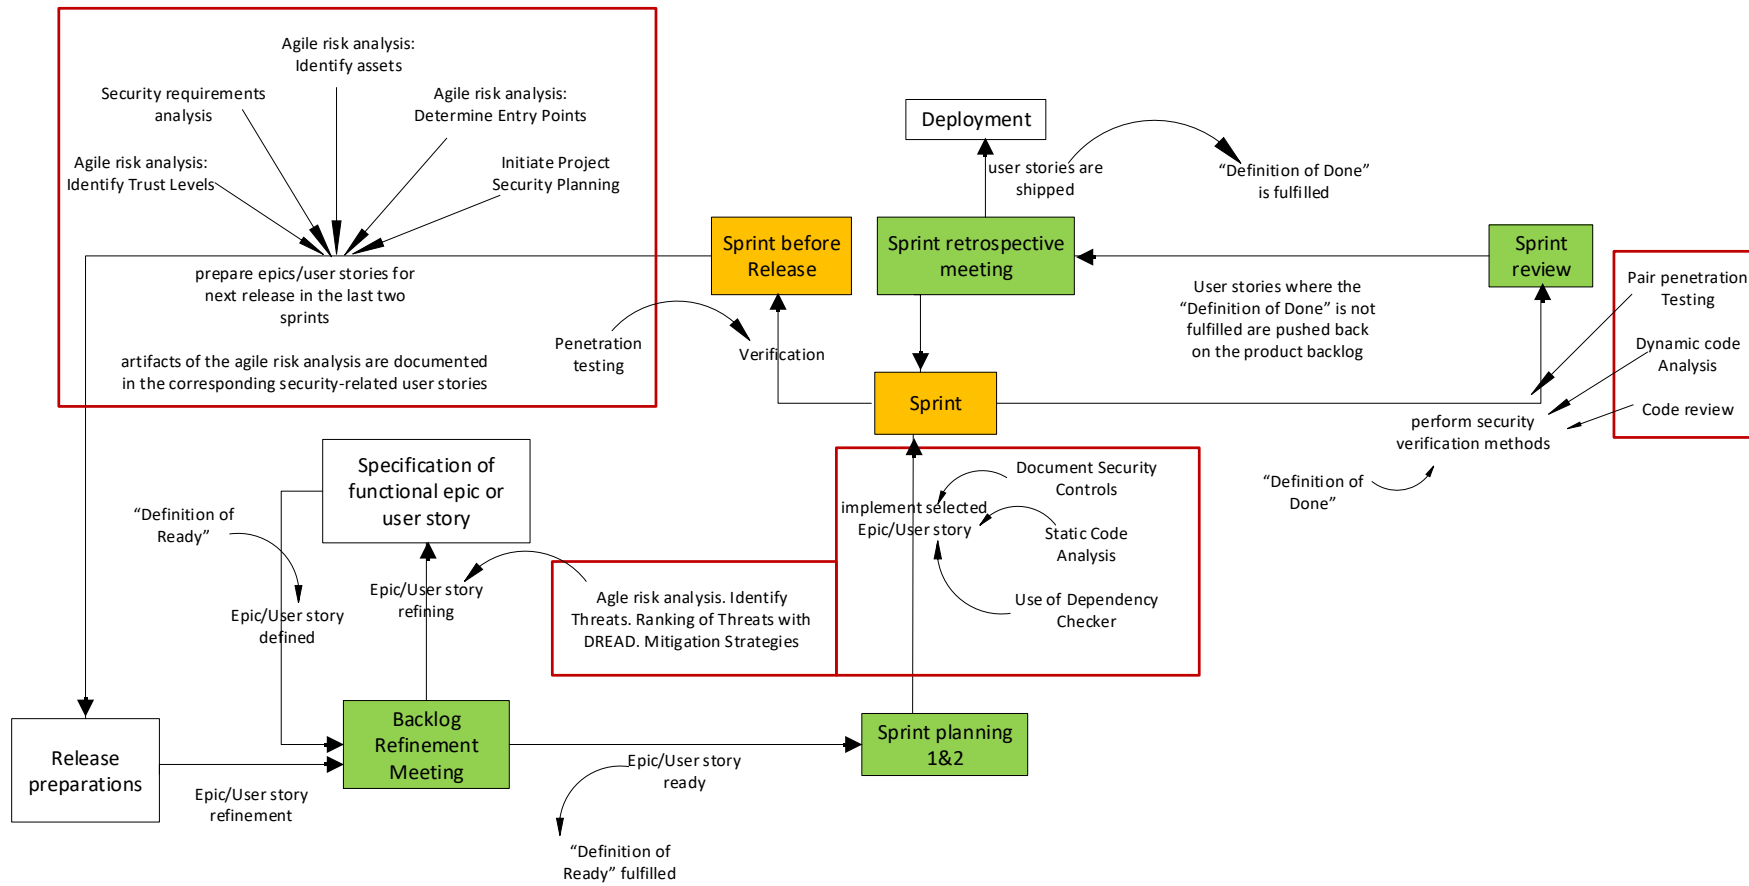 Agile risk analysis:
Identify assets
Security requirements
analysis
Agile risk analysis:
Determine Entry Points
Agile risk analysis:
Identify Trust Levels
Initiate Project
Security Planning
prepare epics/user stories for
next release in the last two
sprints
artifacts of the agile risk analysis are documented
in the corresponding security-related user stories
Sprint before
Release
Penetration
testing
Verification
Deployment
user stories are
shipped
“Definition of Done”
is fulfilled
Sprint retrospective
meeting
Sprint
review
User stories where the
“Definition of Done” is not
fulfilled are pushed back
on the product backlog
Pair penetration
Testing
Dynamic code
Analysis
Code review
perform security
verification methods
“Definition of
Done”
Sprint
Document Security
Controls
implement selected
Epic/User story
Static Code
Analysis
Use of Dependency
Checker
Specification of
functional epic or
user story
“Definition of
Ready”
Epic/User story
defined
Epic/User story
refining
Agle risk analysis. Identify
Threats. Ranking of Threats with
DREAD. Mitigation Strategies
Release
preparations
Epic/User story
refinement
Backlog
Refinement
Meeting
Epic/User story
ready
“Definition of
Ready” fulfilled
Sprint planning
1&2